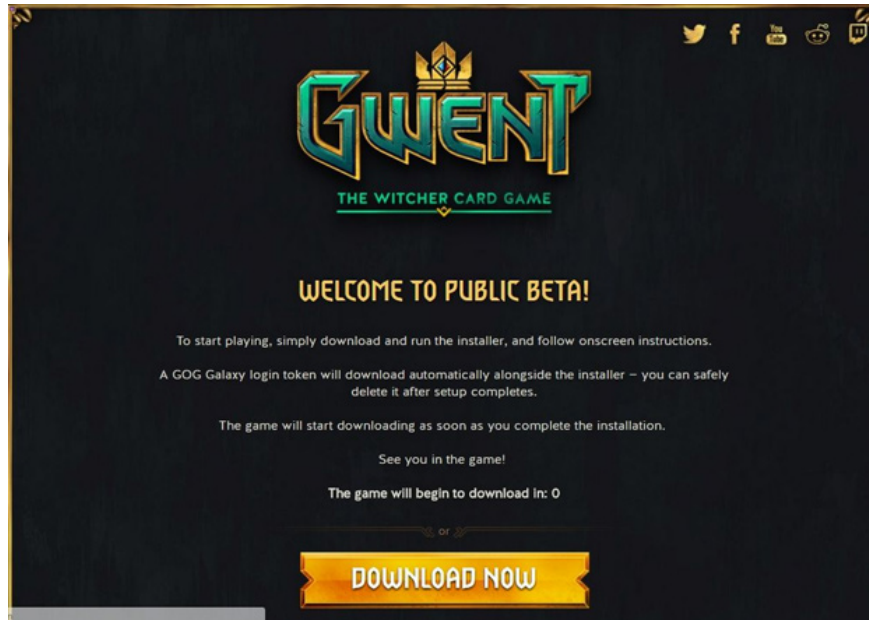 You
Tube
GWENT
THE WITCHER CARD GAME
WELCOME TO PUBLIC BETA!
To start playing, simply download and run the installer, and follow onscreen instructions.
A GOG Galaxy login token will download automatically alongside the installer – you can safely
delete it after setup completes.
The game will start downloading as soon as you complete the installation.
See you in the game!
The game will begin to download in: 0
or
DOWNLOAD NOW